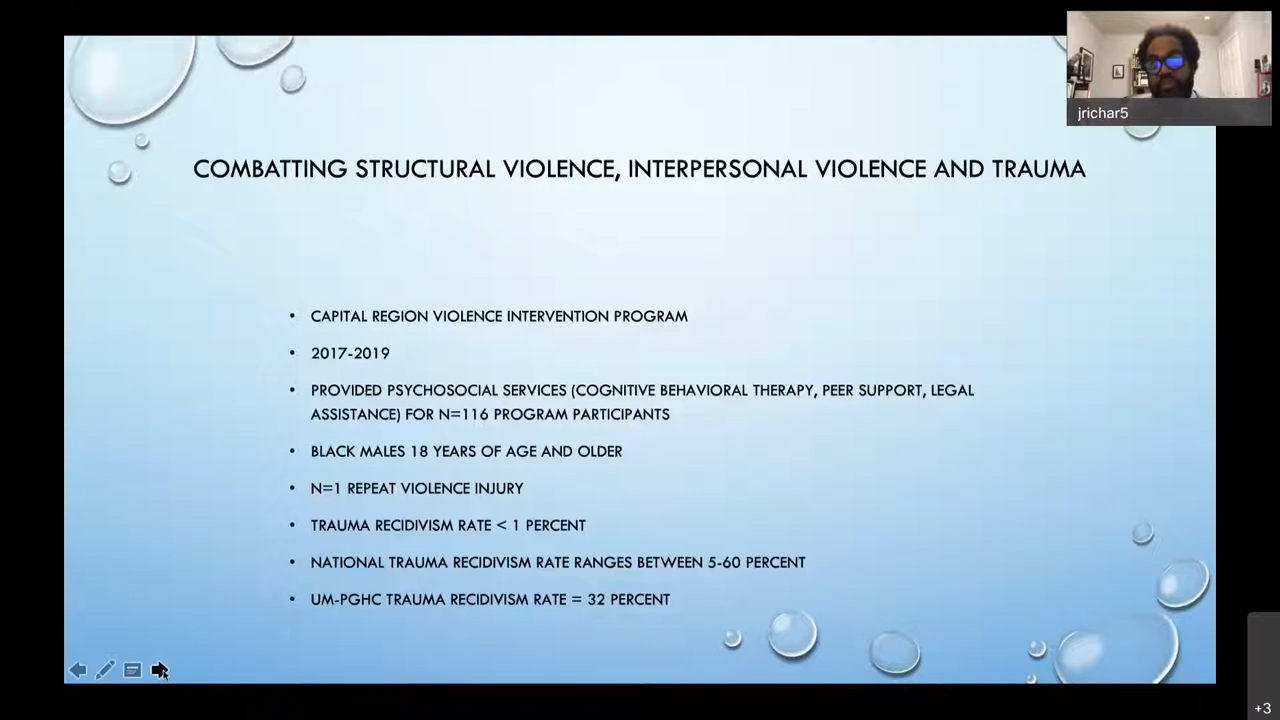 jrichar5
COMBATTING STRUCTURAL VIOLENCE, INTERPERSONAL VIOLENCE AND TRAUMA
• CAPITAL REGION VIOLENCE INTERVENTION PROGRAM
• 2017-2019
• PROVIDED PSYCHOSOCIAL SERVICES (COGNITIVE BEHAVIORAL THERAPY, PEER SUPPORT, LEGAL
ASSISTANCE) FOR N=116 PROGRAM PARTICIPANTS
• BLACK MALES 18 YEARS OF AGE AND OLDER
• N=1 REPEAT VIOLENCE INJURY
• TRAUMA RECIDIVISM RATE < 1 PERCENT
• NATIONAL TRAUMA RECIDIVISM RATE RANGES BETWEEN 5-60 PERCENT
• UM-PGHC TRAUMA RECIDIVISM RATE = 32 PERCENT
+3